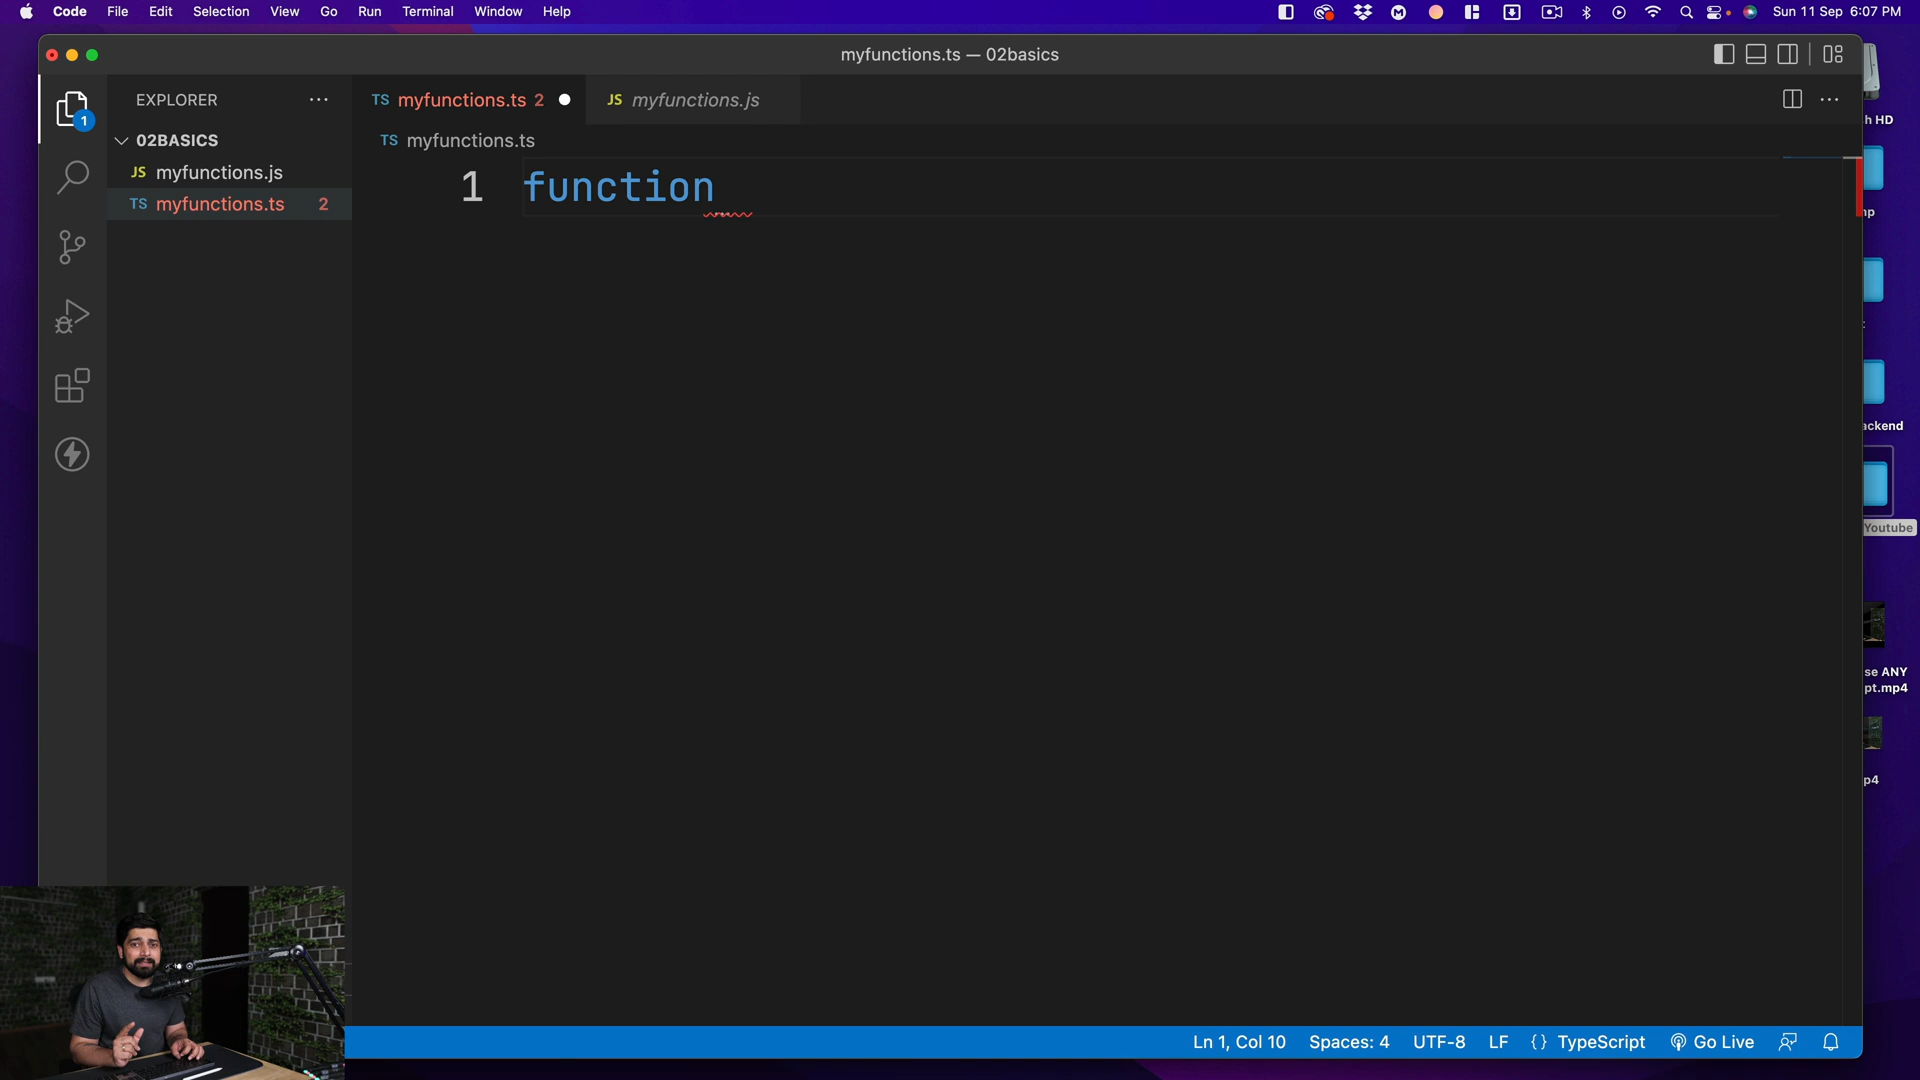 Code File Edit Selection View Go Run Terminal Window Help Sun 11 Sep 6:07 PM
myfunctions.ts — 02basics
EXPLORER
TS myfunctions.ts 2
JS myfunctions.js
1
02BASICS
TS myfunctions.ts
JS myfunctions.js
TS myfunctions.ts 2
1 function
h HD
np
ackend
Youtube
se ANY
pt.mp4
p4
Ln 1, Col 10 Spaces: 4 UTF-8 LF {} TypeScript Go Live